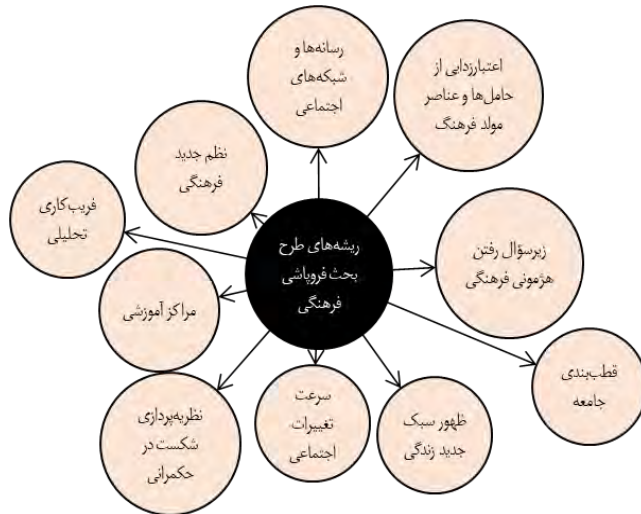 رسانه‌ها و
شبکه‌های
اجتماعی
اعتبارزدایی از
حامل‌ها و عناصر
مولد فرهنگ
نظم جدید
فرهنگی
فریب‌کاری
تحلیلی
ریشه‌های طرح
بحث فروپاشی
فرهنگی
زیرسؤال رفتن
هژمونی فرهنگی
مراکز آموزشی
قطب‌بندی
جامعه
نظریه‌پردازی
شکست در
حکمرانی
سرعت
تغییرات
اجتماعی
ظهور سبک
جدید زندگی